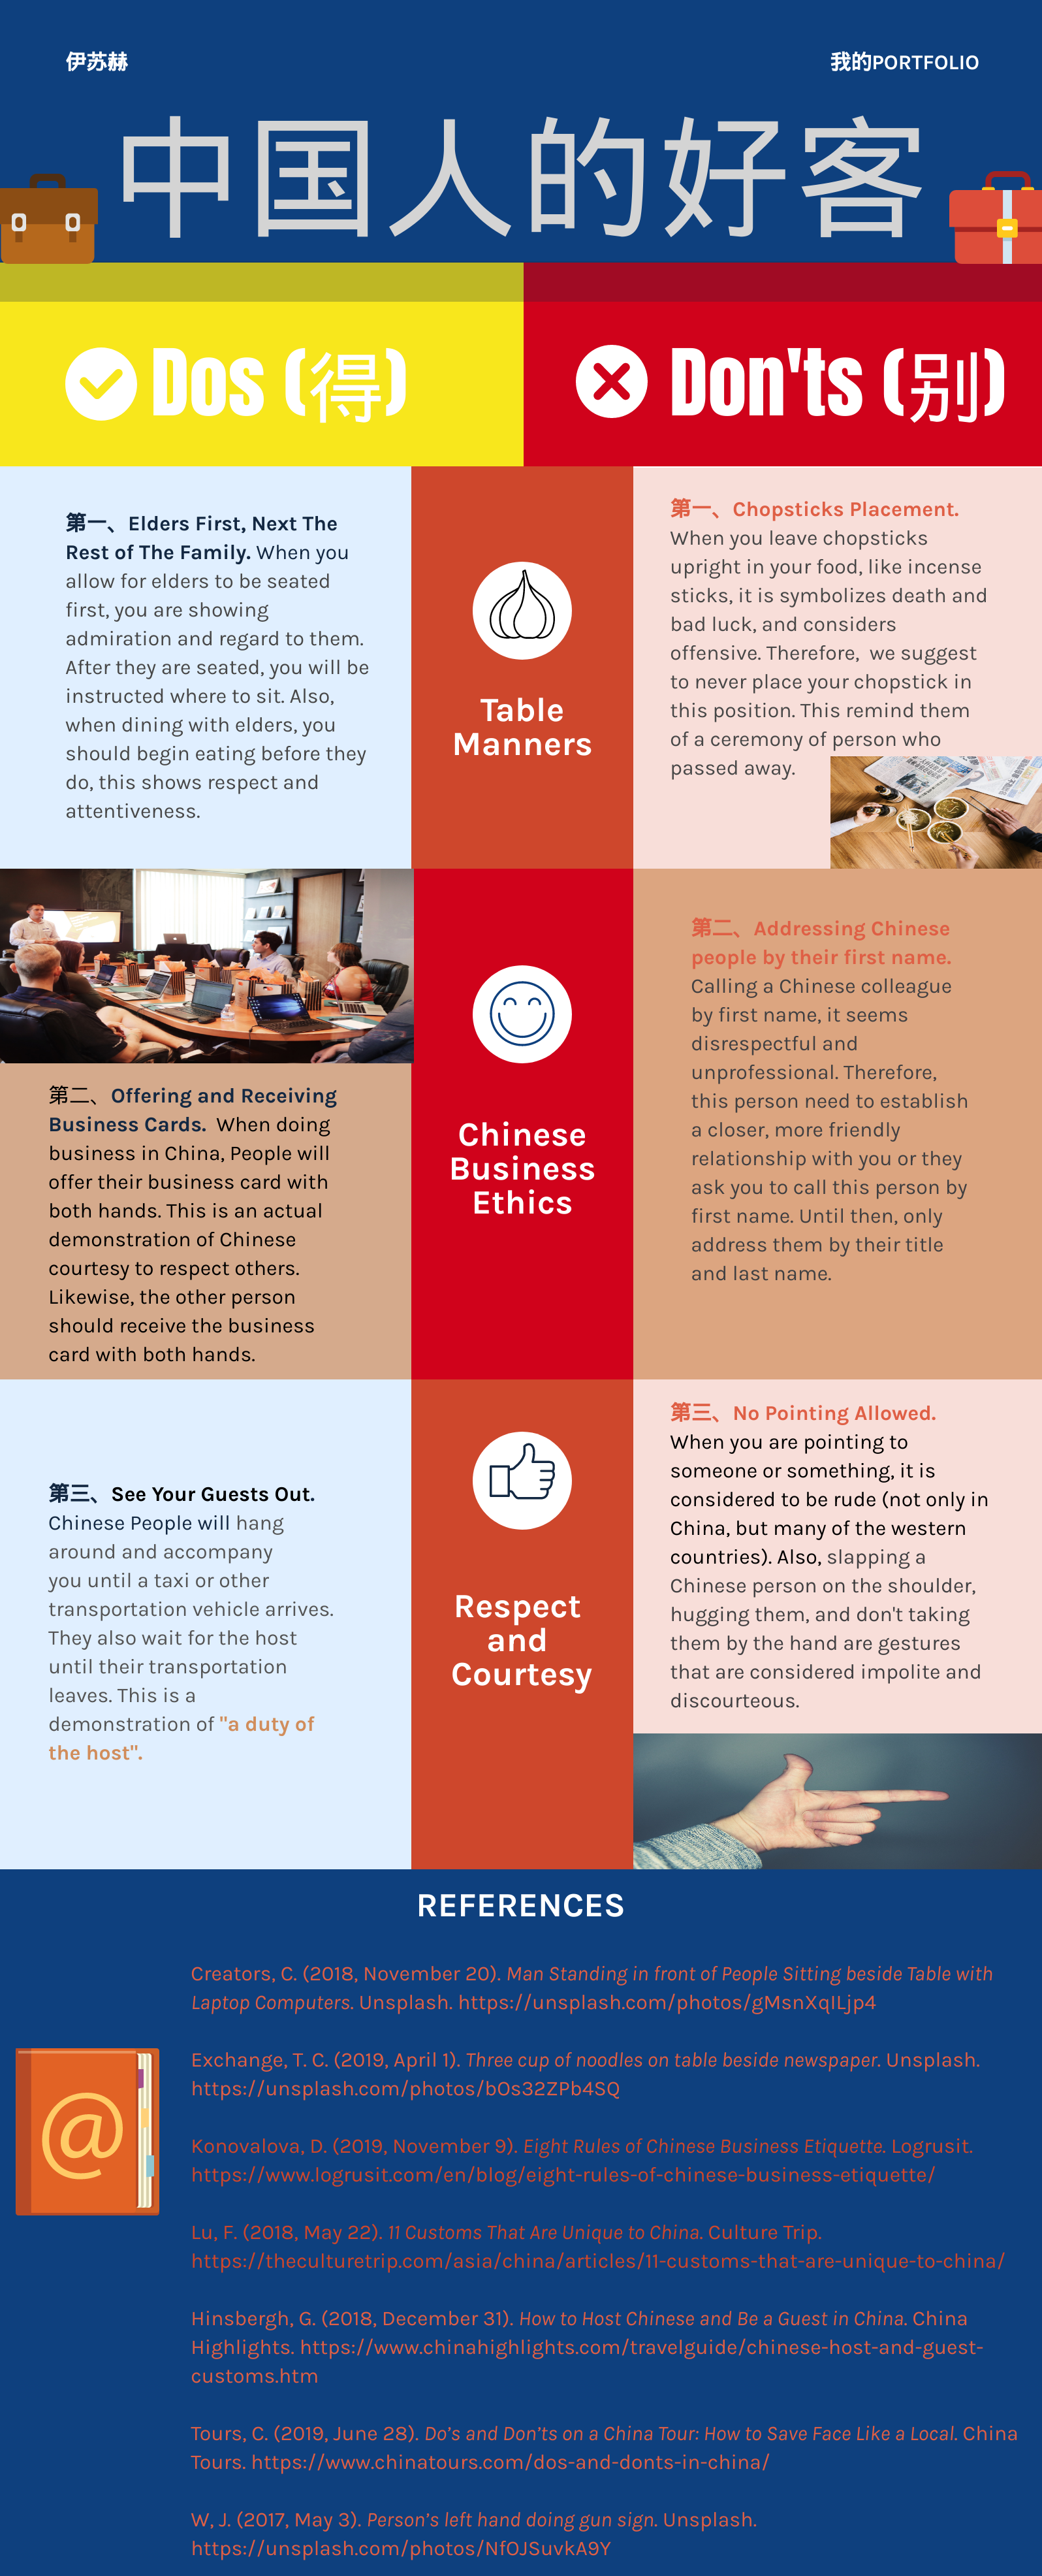 伊苏赫
我的PORTFOLIO
中国人的好客
Dos (得)
Don'ts (别)
第一、Elders First, Next The
Rest of The Family. When you
allow for elders to be seated
first, you are showing
admiration and regard to them.
After they are seated, you will be
instructed where to sit. Also,
when dining with elders, you
should begin eating before they
do, this shows respect and
attentiveness.
Table
Manners
第一、Chopsticks Placement.
When you leave chopsticks
upright in your food, like incense
sticks, it is symbolizes death and
bad luck, and considers
offensive. Therefore,  we suggest
to never place your chopstick in
this position. This remind them
of a ceremony of person who
passed away.
第二、Offering and Receiving
Business Cards.  When doing
business in China, People will
offer their business card with
both hands. This is an actual
demonstration of Chinese
courtesy to respect others.
Likewise, the other person
should receive the business
card with both hands.
Chinese
Business
Ethics
第二、Addressing Chinese
people by their first name.
Calling a Chinese colleague
by first name, it seems
disrespectful and
unprofessional. Therefore,
this person need to establish
a closer, more friendly
relationship with you or they
ask you to call this person by
first name. Until then, only
address them by their title
and last name.
第三、See Your Guests Out.
Chinese People will hang
around and accompany
you until a taxi or other
transportation vehicle arrives.
They also wait for the host
until their transportation
leaves. This is a
demonstration of "a duty of
the host".
Respect
and
Courtesy
第三、No Pointing Allowed.
When you are pointing to
someone or something, it is
considered to be rude (not only in
China, but many of the western
countries). Also, slapping a
Chinese person on the shoulder,
hugging them, and don't taking
them by the hand are gestures
that are considered impolite and
discourteous.
REFERENCES
Creators, C. (2018, November 20). Man Standing in front of People Sitting beside Table with
Laptop Computers. Unsplash. https://unsplash.com/photos/gMsnXqILjp4
Exchange, T. C. (2019, April 1). Three cup of noodles on table beside newspaper. Unsplash.
https://unsplash.com/photos/bOs32ZPb4SQ
@
Konovalova, D. (2019, November 9). Eight Rules of Chinese Business Etiquette. Logrusit.
https://www.logrusit.com/en/blog/eight-rules-of-chinese-business-etiquette/
Lu, F. (2018, May 22). 11 Customs That Are Unique to China. Culture Trip.
https://theculturetrip.com/asia/china/articles/11-customs-that-are-unique-to-china/
Hinsbergh, G. (2018, December 31). How to Host Chinese and Be a Guest in China. China
Highlights. https://www.chinahighlights.com/travelguide/chinese-host-and-guest-
customs.htm
Tours, C. (2019, June 28). Do's and Don'ts on a China Tour: How to Save Face Like a Local. China
Tours. https://www.chinatours.com/dos-and-donts-in-china/
W, J. (2017, May 3). Person's left hand doing gun sign. Unsplash.
https://unsplash.com/photos/NfOJSuvkA9Y